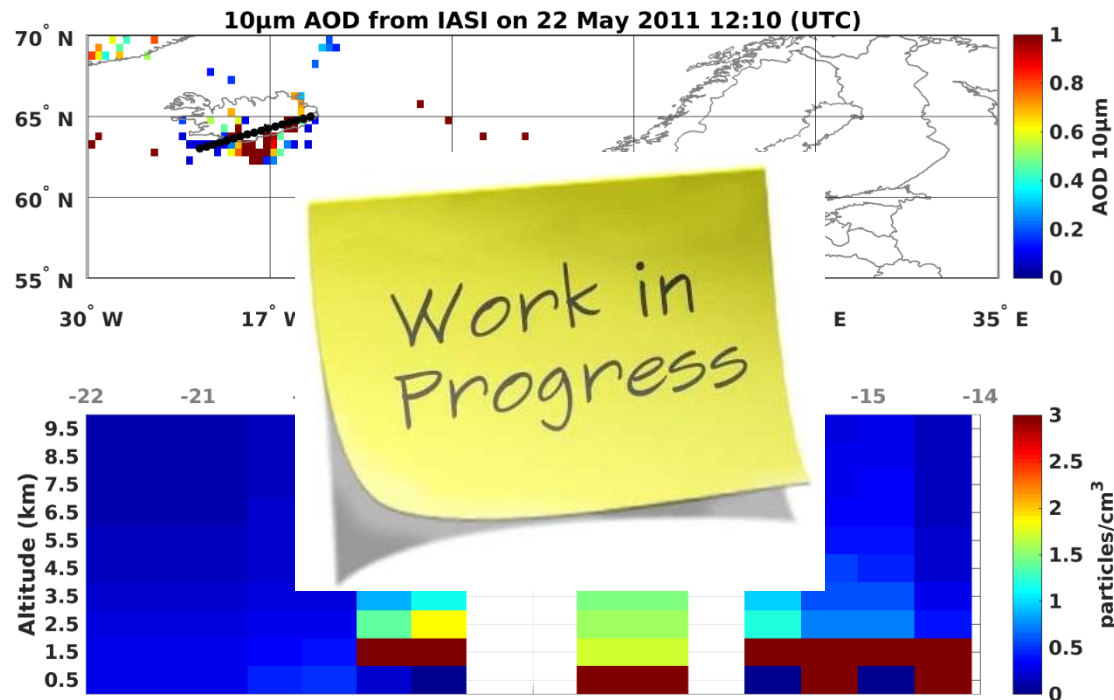 10µm AOD from IASI on 22 May 2011 12:10 (UTC)
70° N
65° N
60° N
55° N
30° W
17° W
E
35° E
1
0.8
0.6
0.4
0.2
0
AOD 10µm
Work in
Progress
-22
-21
-15
-14
9.5
8.5
7.5
6.5
5.5
4.5
3.5
2.5
1.5
0.5
Altitude (km)
3
2.5
2
1.5
1
0.5
0
particles/cm³